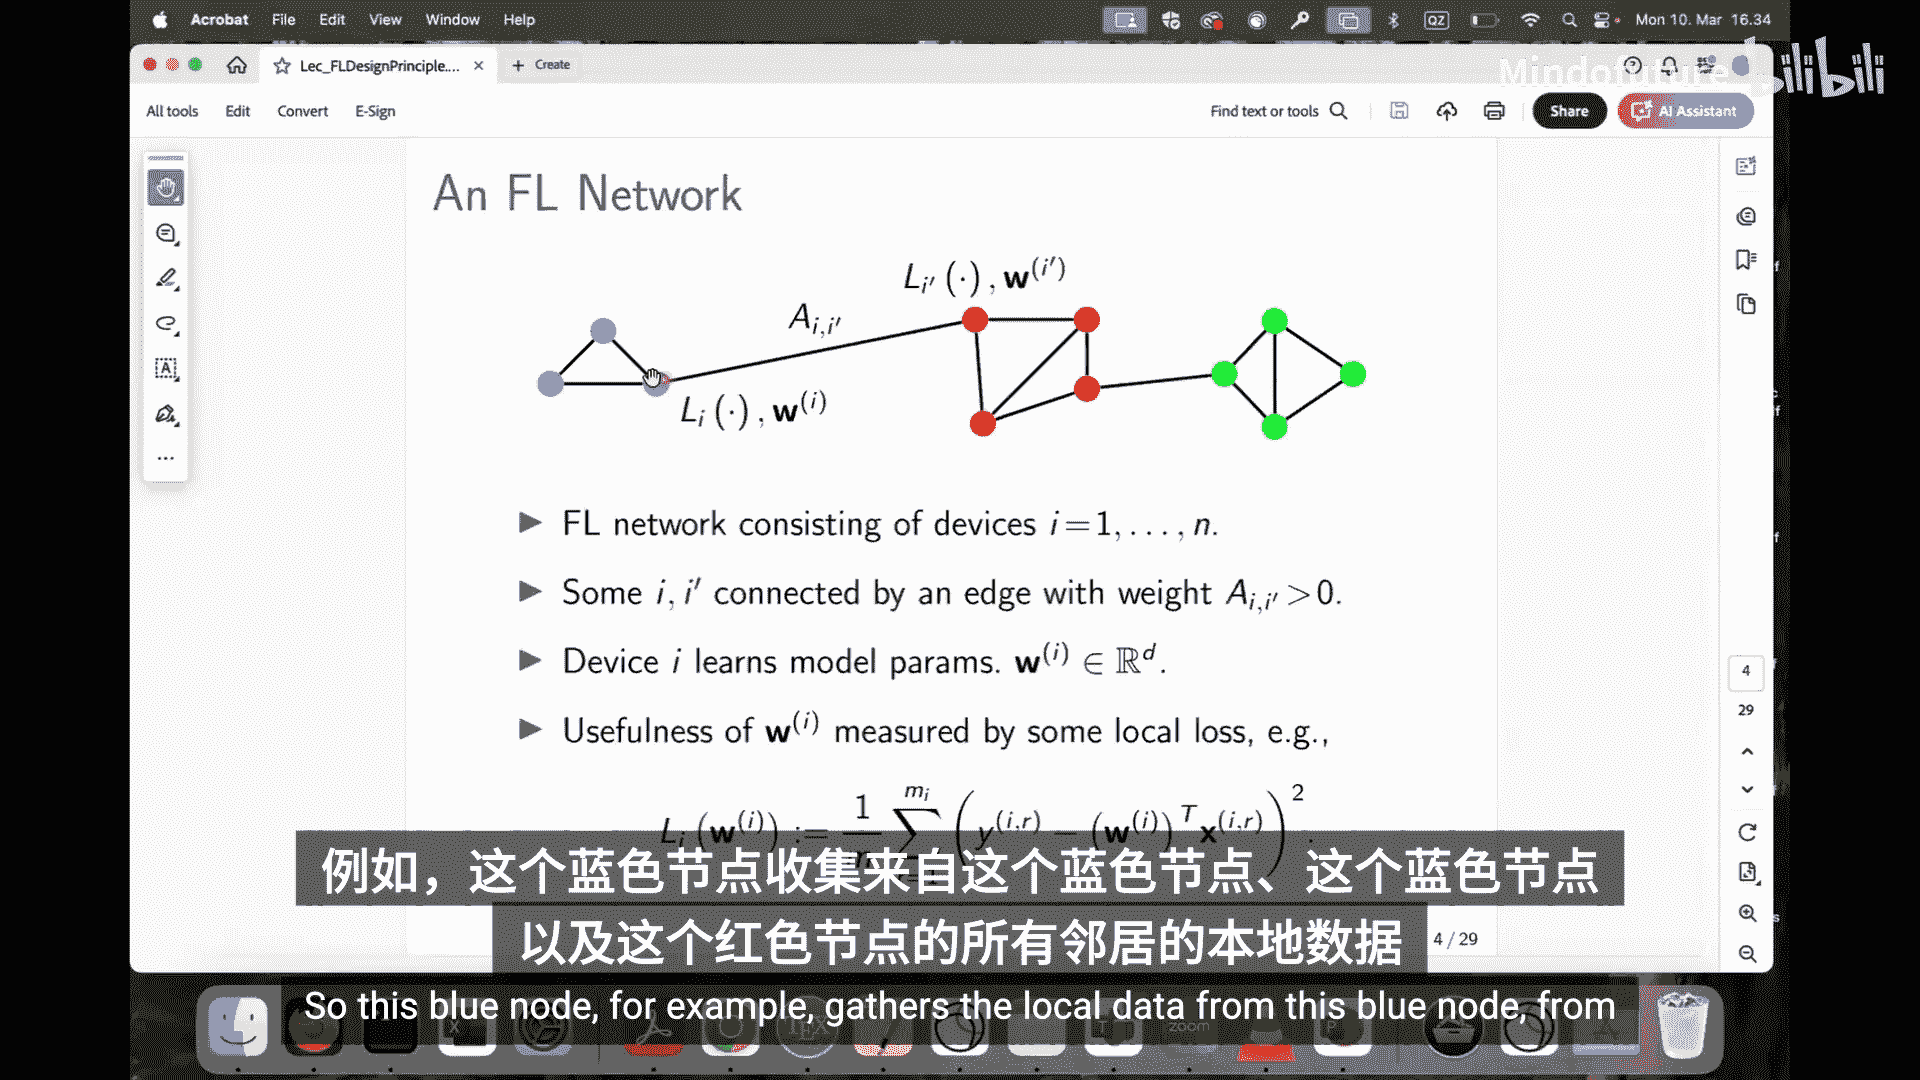 Acrobat File Edit View Window Help
QZ
Mon 10. Mar 16.34
Lec_FLDesignPrinciple....
Create
Mindofuture bilibili
All tools Edit Convert E-Sign
Find text or tools
Share
AI Assistant
An FL Network
L_{i'} (·) , w^{(i')}
A_{i,i'}
L_i (·) , w^{(i)}
FL network consisting of devices i = 1, . . . , n.
Some i, i' connected by an edge with weight A_{i,i'} > 0.
Device i learns model params. w^{(i)} ∈ ℝ^d.
Usefulness of w^{(i)} measured by some local loss, e.g.,
4
29
例如，这个蓝色节点收集来自这个蓝色节点、这个蓝色节点
以及这个红色节点的所有邻居的本地数据
4 / 29
So this blue node, for example, gathers the local data from this blue node, from
zoom